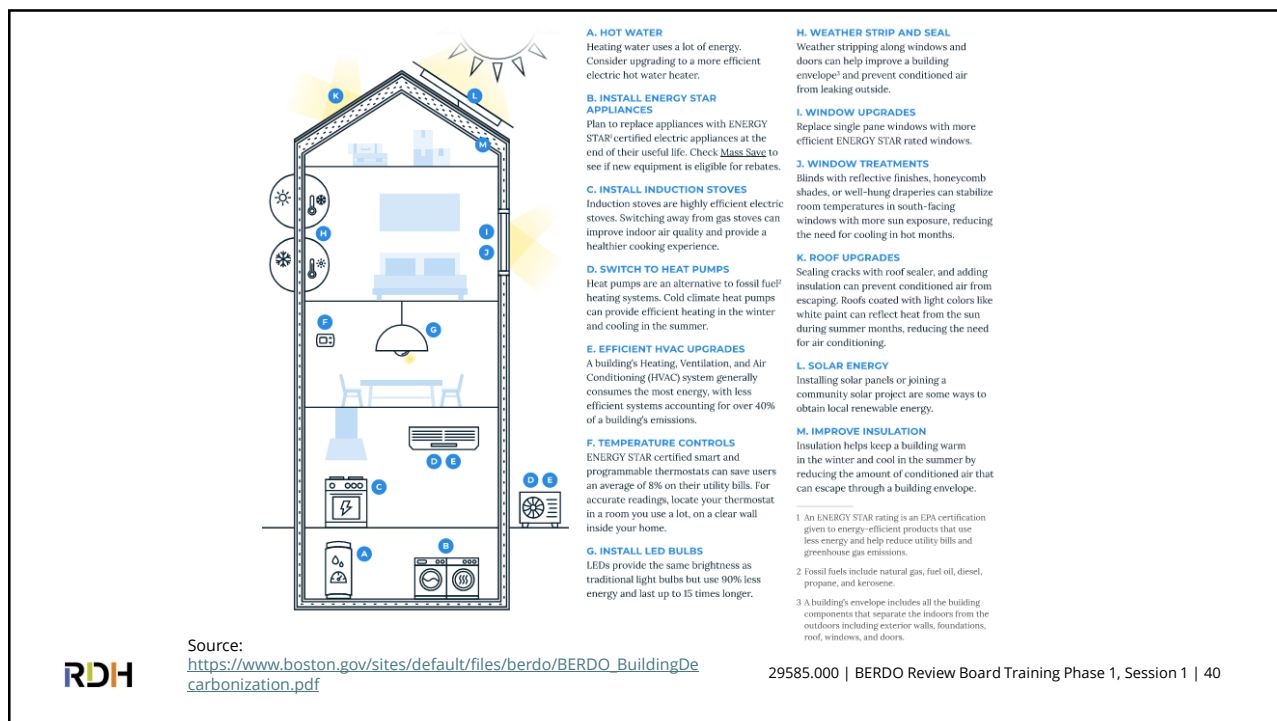 A. HOT WATER
Heating water uses a lot of energy.
Consider upgrading to a more efficient
electric hot water heater.
B. INSTALL ENERGY STAR
APPLIANCES
Plan to replace appliances with ENERGY
STAR¹ certified electric appliances at the
end of their useful life. Check Mass Save to
see if new equipment is eligible for rebates.
C. INSTALL INDUCTION STOVES
Induction stoves are highly efficient electric
stoves. Switching away from gas stoves can
improve indoor air quality and provide a
healthier cooking experience.
D. SWITCH TO HEAT PUMPS
Heat pumps are an alternative to fossil fuel²
heating systems. Cold climate heat pumps
can provide efficient heating in the winter
and cooling in the summer.
E. EFFICIENT HVAC UPGRADES
A building's Heating, Ventilation, and Air
Conditioning (HVAC) system generally
consumes the most energy, with less
efficient systems accounting for over 40%
of a building's emissions.
F. TEMPERATURE CONTROLS
ENERGY STAR certified smart and
programmable thermostats can save users
an average of 8% on their utility bills. For
accurate readings, locate your thermostat
in a room you use a lot, on a clear wall
inside your home.
G. INSTALL LED BULBS
LEDs provide the same brightness as
traditional light bulbs but use 90% less
energy and last up to 15 times longer.
H. WEATHER STRIP AND SEAL
Weather stripping along windows and
doors can help improve a building
envelope³ and prevent conditioned air
from leaking outside.
I. WINDOW UPGRADES
Replace single pane windows with more
efficient ENERGY STAR rated windows.
J. WINDOW TREATMENTS
Blinds with reflective finishes, honeycomb
shades, or well-hung draperies can stabilize
room temperatures in south-facing
windows with more sun exposure, reducing
the need for cooling in hot months.
K. ROOF UPGRADES
Sealing cracks with roof sealer, and adding
insulation can prevent conditioned air from
escaping. Roofs coated with light colors like
white paint can reflect heat from the sun
during summer months, reducing the need
for air conditioning.
L. SOLAR ENERGY
Installing solar panels or joining a
community solar project are some ways to
obtain local renewable energy.
M. IMPROVE INSULATION
Insulation helps keep a building warm
in the winter and cool in the summer by
reducing the amount of conditioned air that
can escape through a building envelope.
1 An ENERGY STAR rating is an EPA certification
given to energy-efficient products that use
less energy and help reduce utility bills and
greenhouse gas emissions.
2 Fossil fuels include natural gas, fuel oil, diesel,
propane, and kerosene.
3 A building's envelope includes all the building
components that separate the indoors from the
outdoors including exterior walls, foundations,
roof, windows, and doors.
K
L
M
H
I
J
F
G
D E
C
D E
A
B
RDH
Source:
https://www.boston.gov/sites/default/files/berdo/BERDO_BuildingDe
carbonization.pdf
29585.000 | BERDO Review Board Training Phase 1, Session 1 | 40